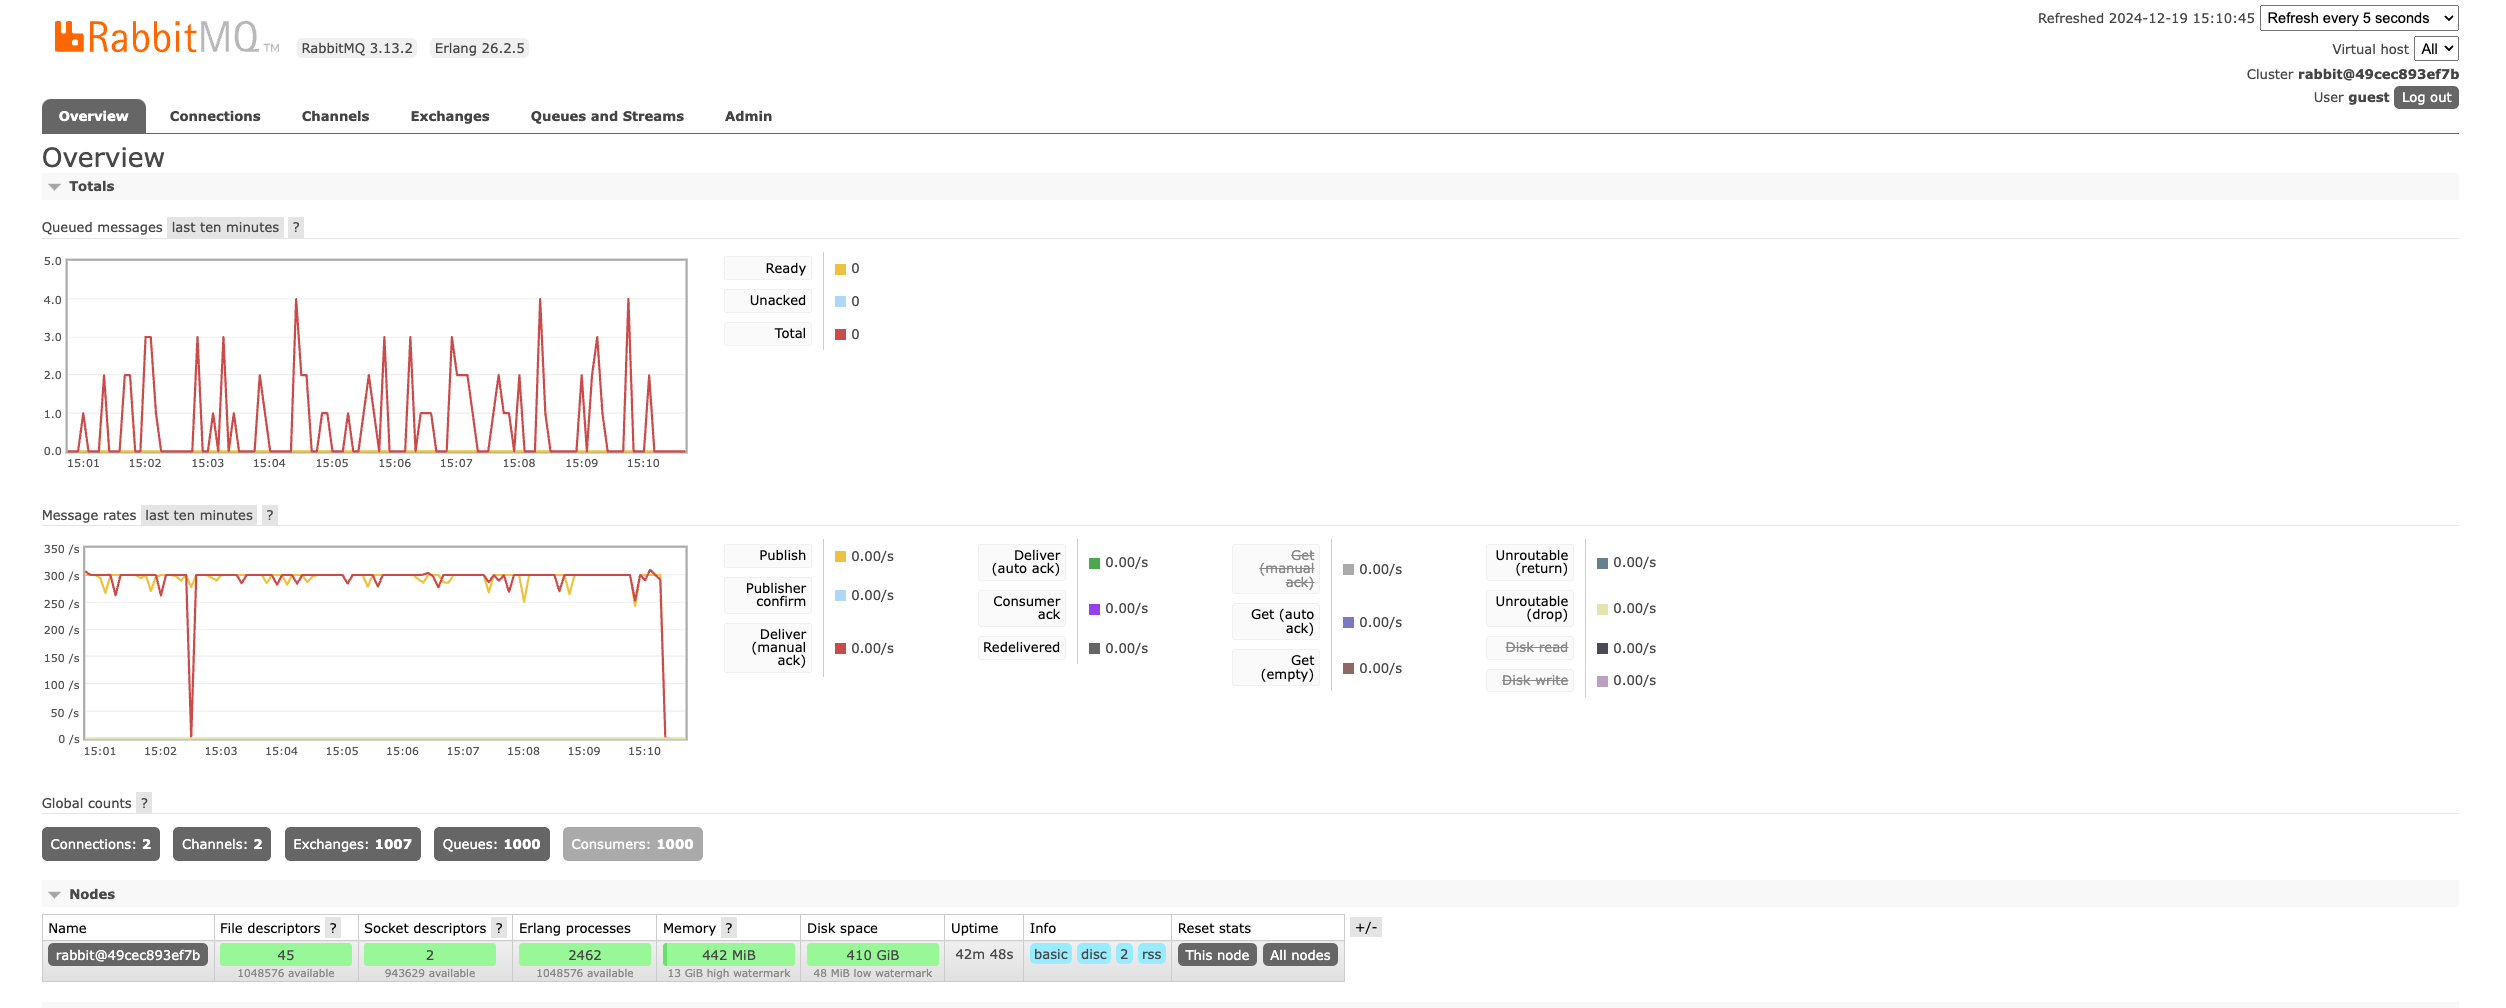 RabbitMQ TM RabbitMQ 3.13.2 Erlang 26.2.5
Refreshed 2024-12-19 15:10:45 Refresh every 5 seconds
Virtual host All
Cluster rabbit@49cec893ef7b
User guest Log out
Overview Connections Channels Exchanges Queues and Streams Admin
Overview
Totals
Queued messages last ten minutes ?
5.0
4.0
3.0
2.0
1.0
0.0
15:01 15:02 15:03 15:04 15:05 15:06 15:07 15:08 15:09 15:10
Ready 0
Unacked 0
Total 0
Message rates last ten minutes ?
350 /s
300 /s
250 /s
200 /s
150 /s
100 /s
50 /s
0 /s
15:01 15:02 15:03 15:04 15:05 15:06 15:07 15:08 15:09 15:10
Publish 0.00/s
Publisher
confirm 0.00/s
Deliver
(manual
ack) 0.00/s
Deliver
(auto ack) 0.00/s
Consumer
ack 0.00/s
Redelivered 0.00/s
Get
(manual
ack) 0.00/s
Get (auto
ack) 0.00/s
Get
(empty) 0.00/s
Unroutable
(return) 0.00/s
Unroutable
(drop) 0.00/s
Disk read 0.00/s
Disk write 0.00/s
Global counts ?
Connections: 2 Channels: 2 Exchanges: 1007 Queues: 1000 Consumers: 1000
Nodes
Name File descriptors ? Socket descriptors ? Erlang processes Memory ? Disk space Uptime Info Reset stats +/-
rabbit@49cec893ef7b 45 2 2462 442 MiB 410 GiB 42m 48s basic disc 2 rss This node All nodes
1048576 available 943629 available 1048576 available 13 GiB high watermark 48 MiB low watermark